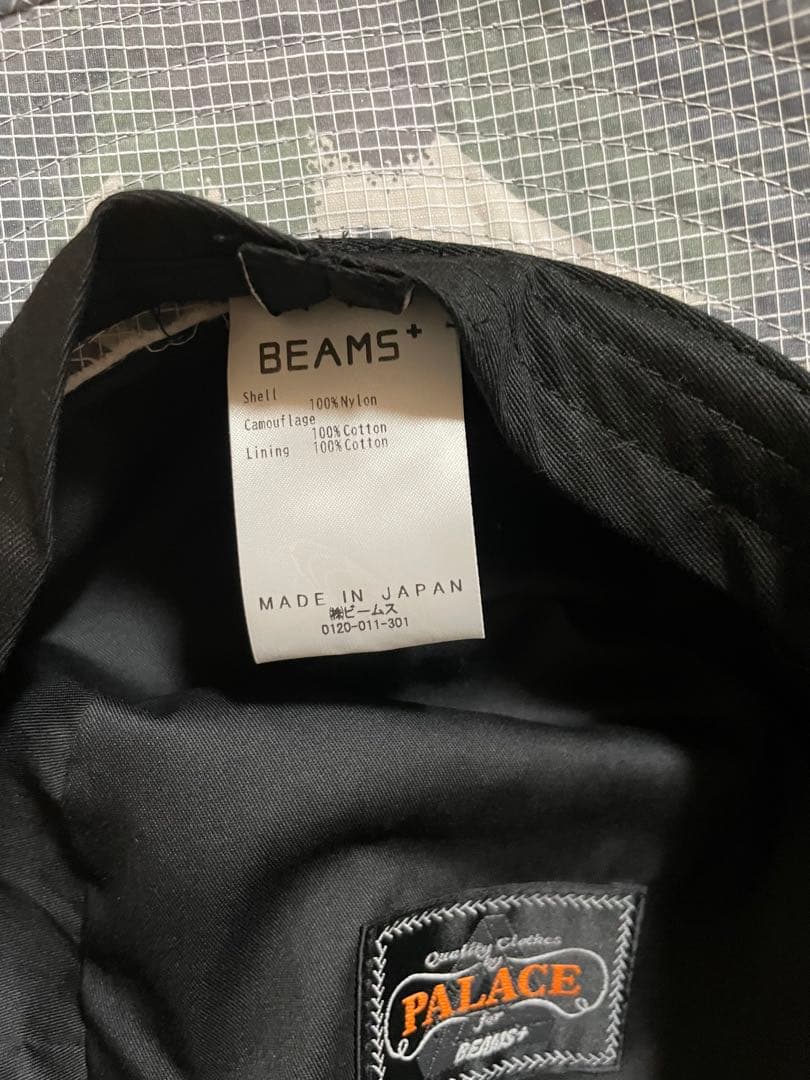 BEAMS+
Shell 100%Nylon
Camouflage 100%Cotton
Lining 100%Cotton
MADE IN JAPAN
㈱ビームス
0120-011-301
Quality Clothes
by
PALACE
for
BEAMS+